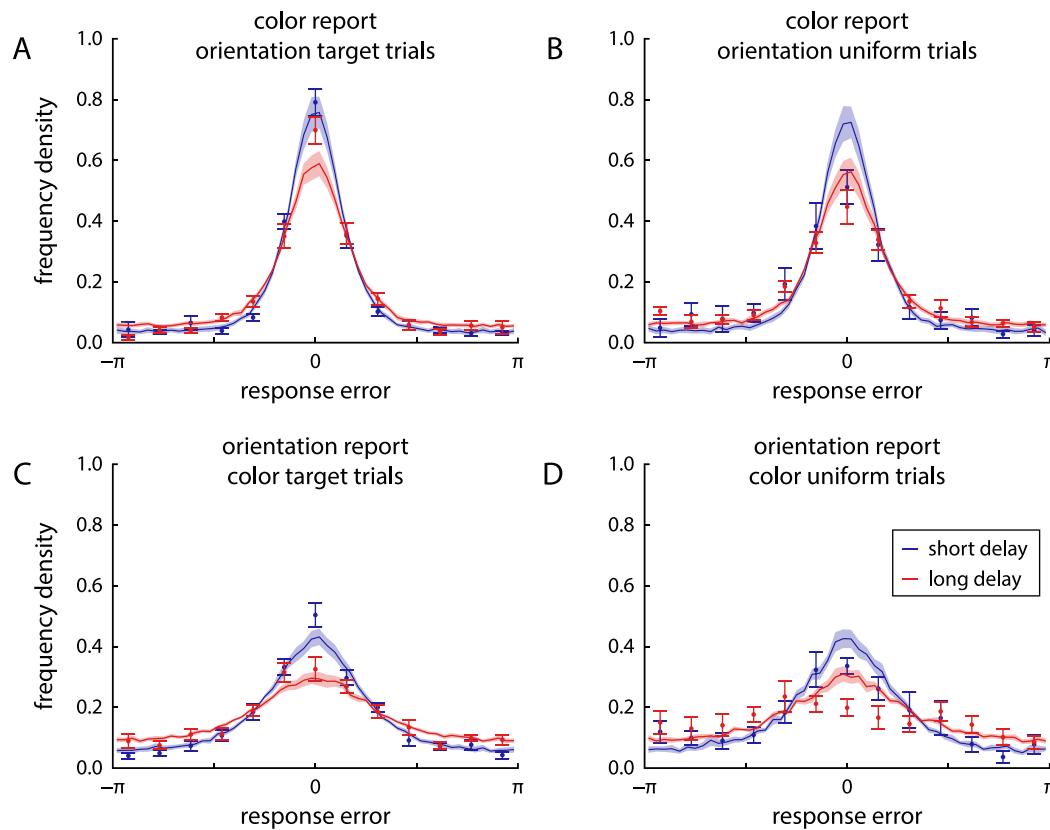 A
color report
orientation target trials
1.0
0.8
0.6
0.4
0.2
0.0
frequency density
−π
0
π
response error
B
color report
orientation uniform trials
1.0
0.8
0.6
0.4
0.2
0.0
−π
0
π
response error
C
orientation report
color target trials
1.0
0.8
0.6
0.4
0.2
0.0
frequency density
−π
0
π
response error
D
orientation report
color uniform trials
1.0
0.8
0.6
0.4
0.2
0.0
short delay
long delay
−π
0
π
response error